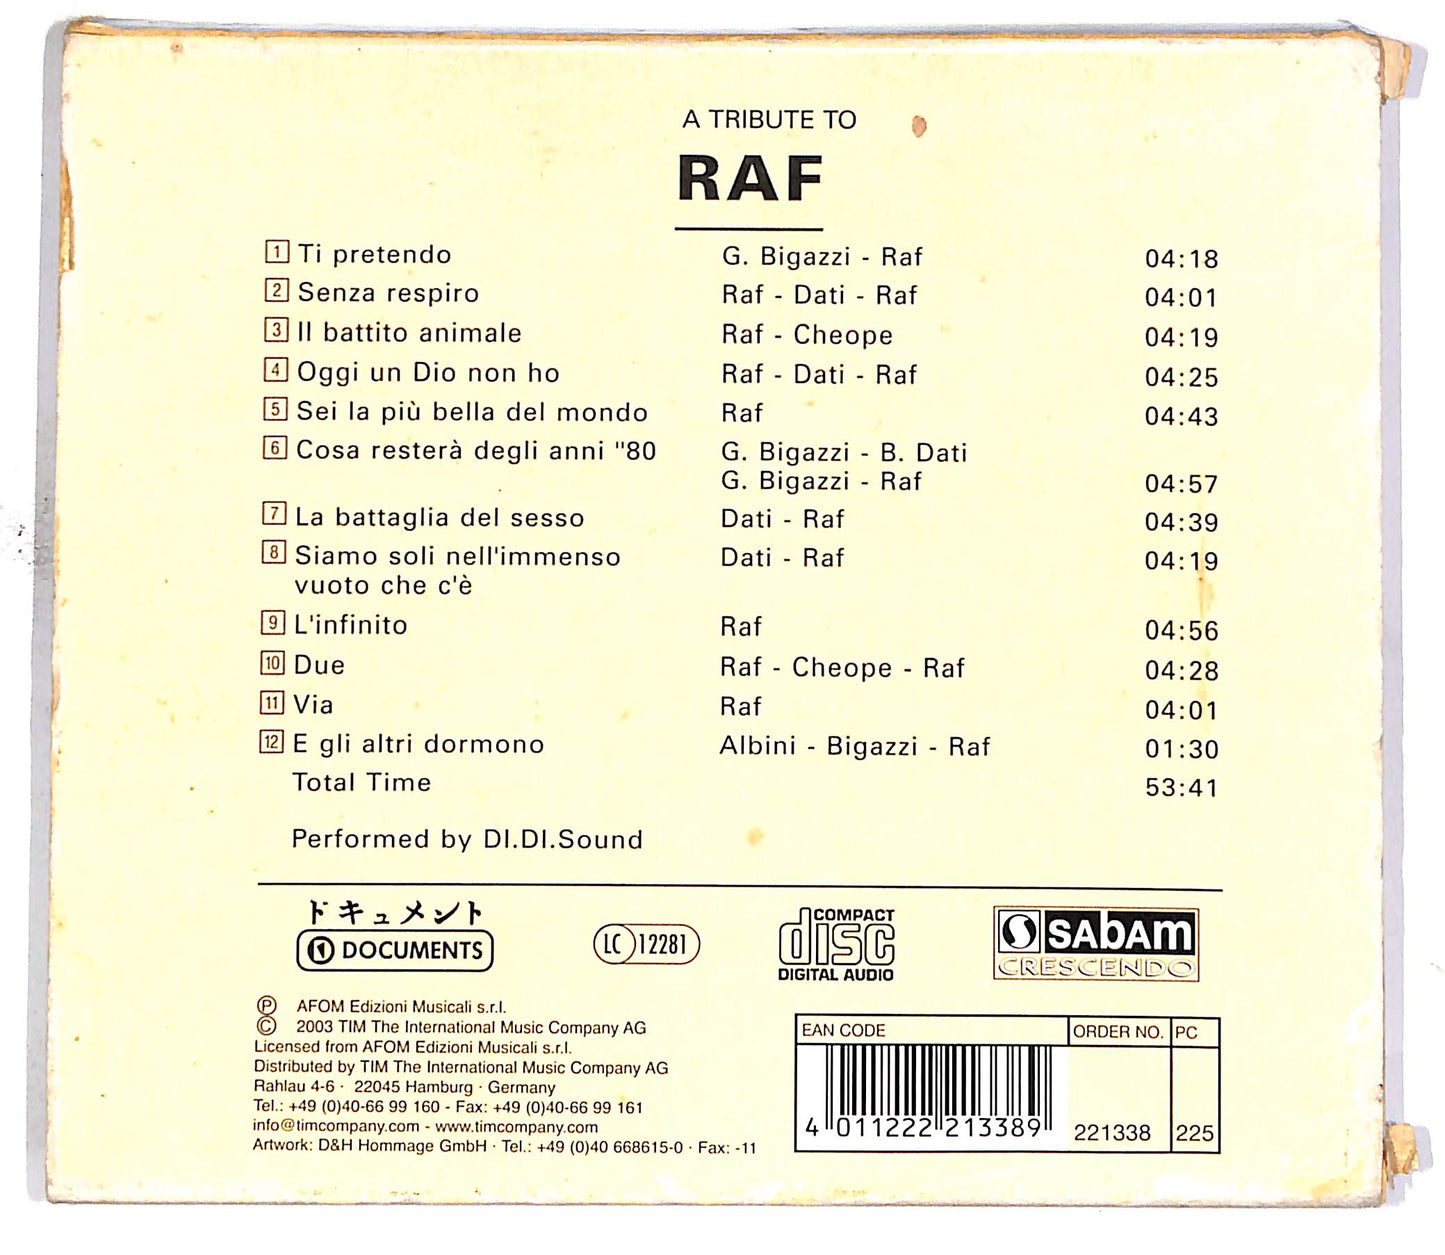 A TRIBUTE TO
RAF
1 Ti pretendo G. Bigazzi - Raf 04:18
2 Senza respiro Raf - Dati - Raf 04:01
3 Il battito animale Raf - Cheope 04:19
4 Oggi un Dio non ho Raf - Dati - Raf 04:25
5 Sei la più bella del mondo Raf 04:43
6 Cosa resterà degli anni "80 G. Bigazzi - B. Dati
G. Bigazzi - Raf 04:57
7 La battaglia del sesso Dati - Raf 04:39
8 Siamo soli nell'immenso Dati - Raf 04:19
vuoto che c'è
9 L'infinito Raf 04:56
10 Due Raf - Cheope - Raf 04:28
11 Via Raf 04:01
12 E gli altri dormono Albini - Bigazzi - Raf 01:30
Total Time 53:41
Performed by DI.DI.Sound
ドキュメント
DOCUMENTS
LC 12281
COMPACT
disc
DIGITAL AUDIO
SABAM
CRESCENDO
℗ AFOM Edizioni Musicali s.r.l.
© 2003 TIM The International Music Company AG
Licensed from AFOM Edizioni Musicali s.r.l.
Distributed by TIM The International Music Company AG
Rahlau 4-6 · 22045 Hamburg · Germany
Tel.: +49 (0)40-66 99 160 - Fax: +49 (0)40-66 99 161
info@timcompany.com - www.timcompany.com
Artwork: D&H Hommage GmbH · Tel.: +49 (0)40 668615-0 · Fax: -11
EAN CODE ORDER NO. PC
4 011222 213389 221338 225